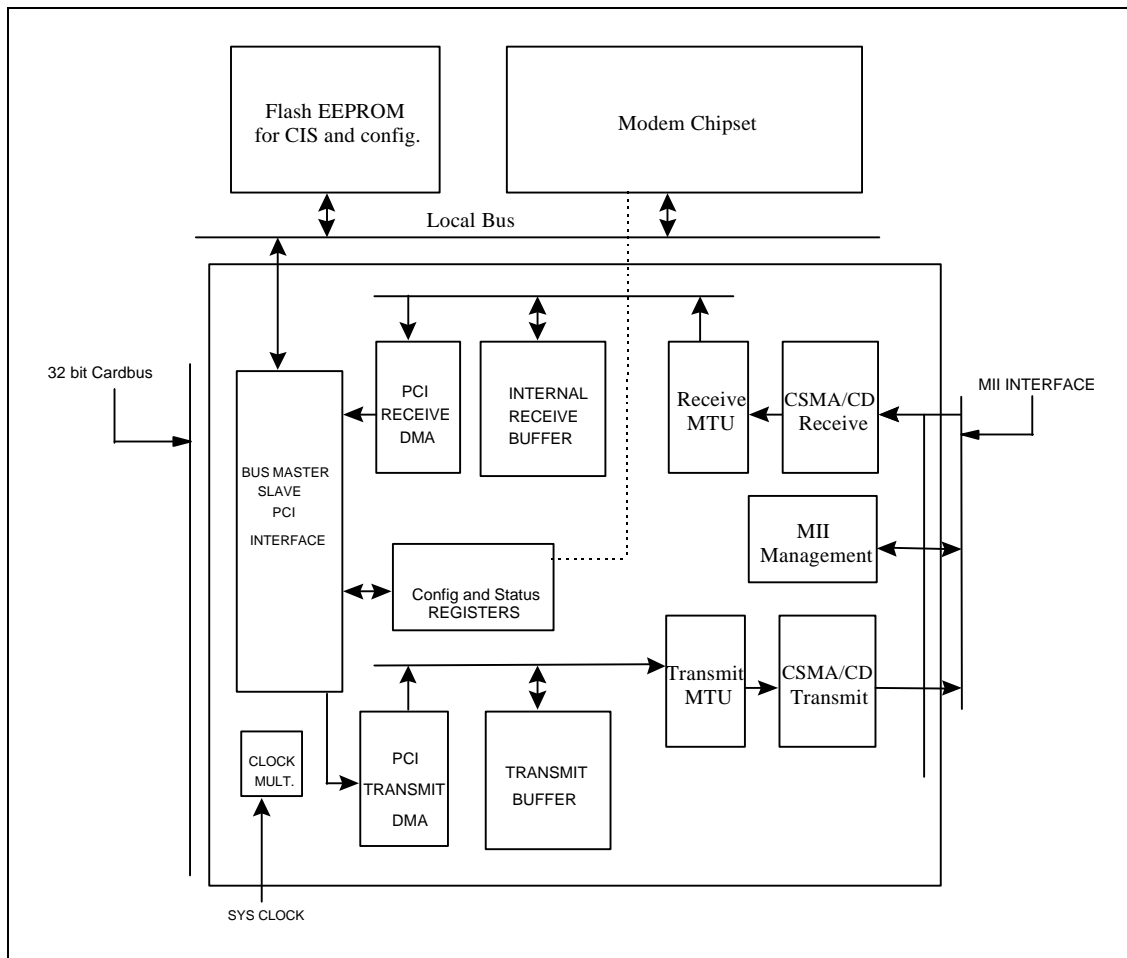 Flash EEPROM
for CIS and config.
Modem Chipset
Local Bus
32 bit Cardbus
MII INTERFACE
PCI
RECEIVE
DMA
INTERNAL
RECEIVE
BUFFER
Receive
MTU
CSMA/CD
Receive
BUS MASTER
SLAVE
PCI
INTERFACE
MII
Management
Config and Status
REGISTERS
Transmit
MTU
CSMA/CD
Transmit
CLOCK
MULT.
PCI
TRANSMIT
DMA
TRANSMIT
BUFFER
SYS CLOCK